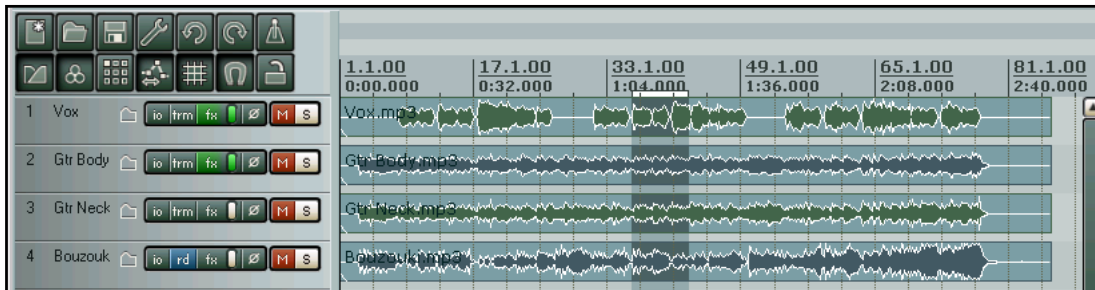 1.1.00 17.1.00 33.1.00 49.1.00 65.1.00 81.1.00
0:00.000 0:32.000 1:04.000 1:36.000 2:08.000 2:40.000
1 Vox io trm fx ø M S Vox.mp3
2 Gtr Body io trm fx ø M S Gtr Body.mp3
3 Gtr Neck io trm fx ø M S Gtr Neck.mp3
4 Bouzouk io rd fx ø M S Bouzouki.mp3